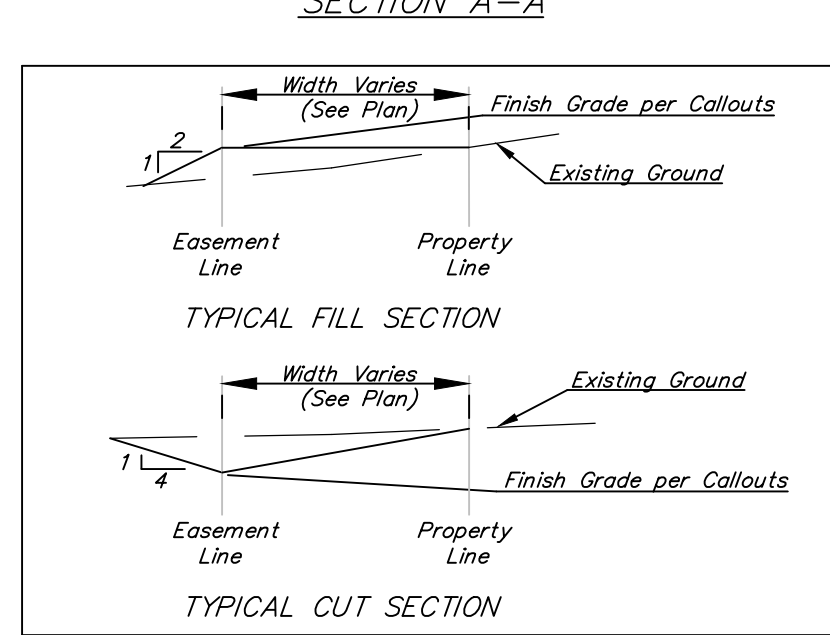 SECTION A-A
Width Varies
(See Plan)
Finish Grade per Callouts
2
1
Existing Ground
Easement
Line
Property
Line
TYPICAL FILL SECTION
Width Varies
(See Plan)
Existing Ground
1
4
Finish Grade per Callouts
Easement
Line
Property
Line
TYPICAL CUT SECTION